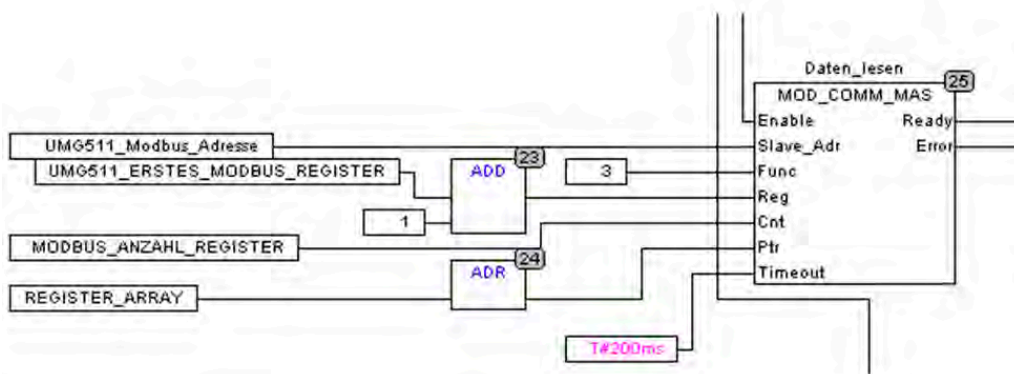 Daten_lesen
25
MOD_COMM_MAS
Enable Ready
UMG511_Modbus_Adresse
Slave_Adr Error
23
UMG511_ERSTES_MODBUS_REGISTER
ADD
3
Func
Reg
1
Cnt
MODBUS_ANZAHL_REGISTER
Ptr
24
ADR
Timeout
REGISTER_ARRAY
T#200ms